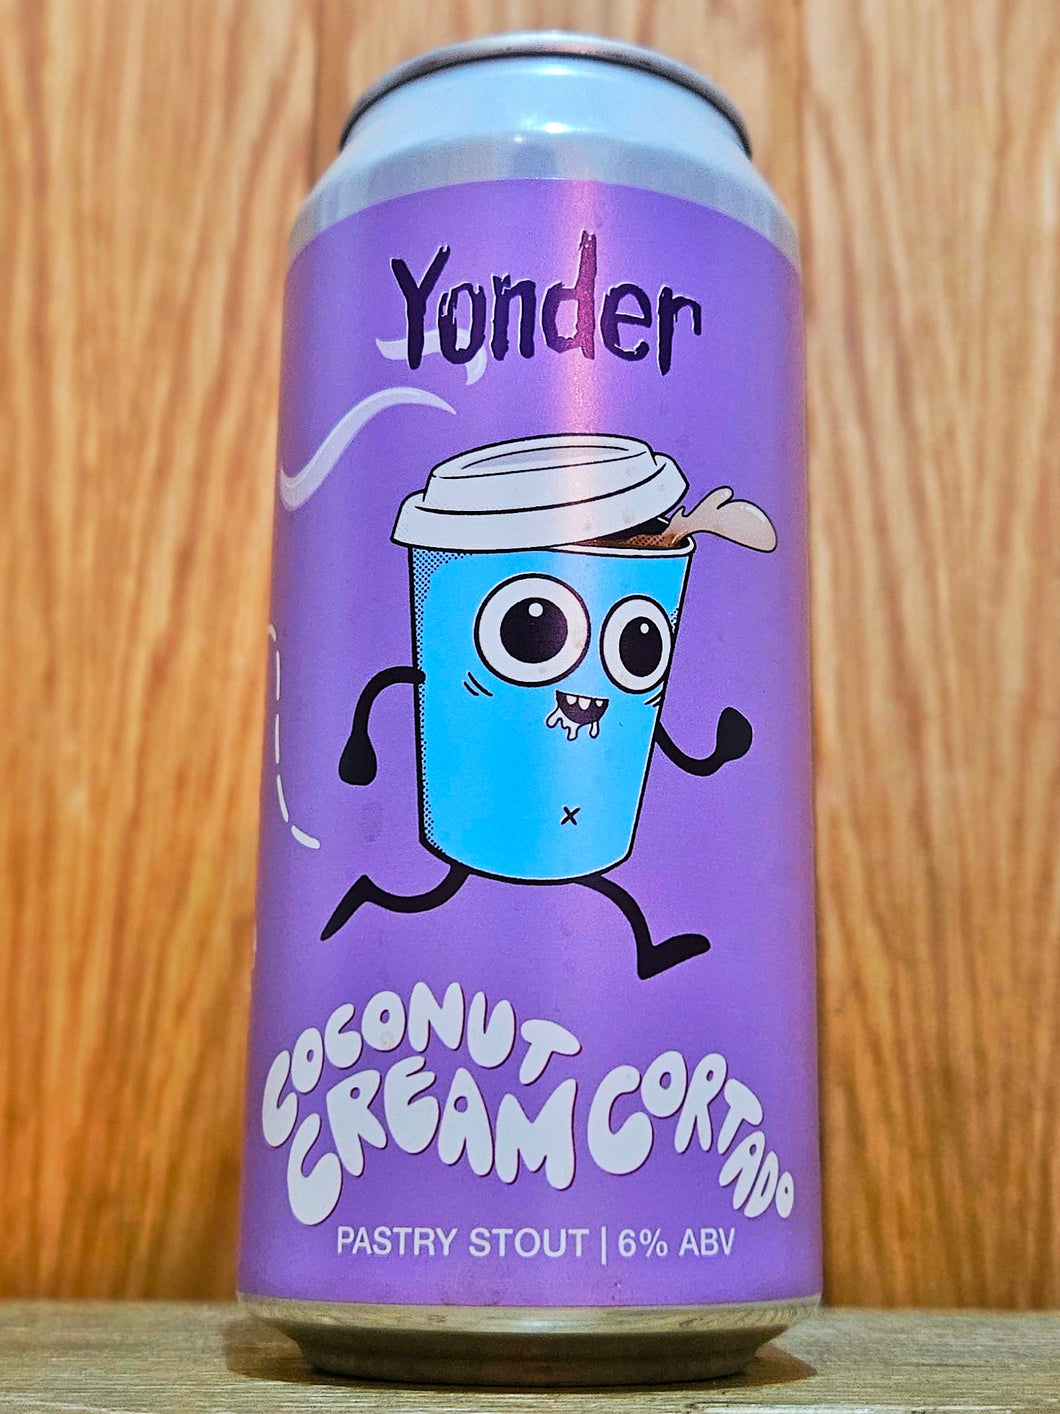 Yonder
COCONUT
CREAM CORTADO
PASTRY STOUT | 6% ABV